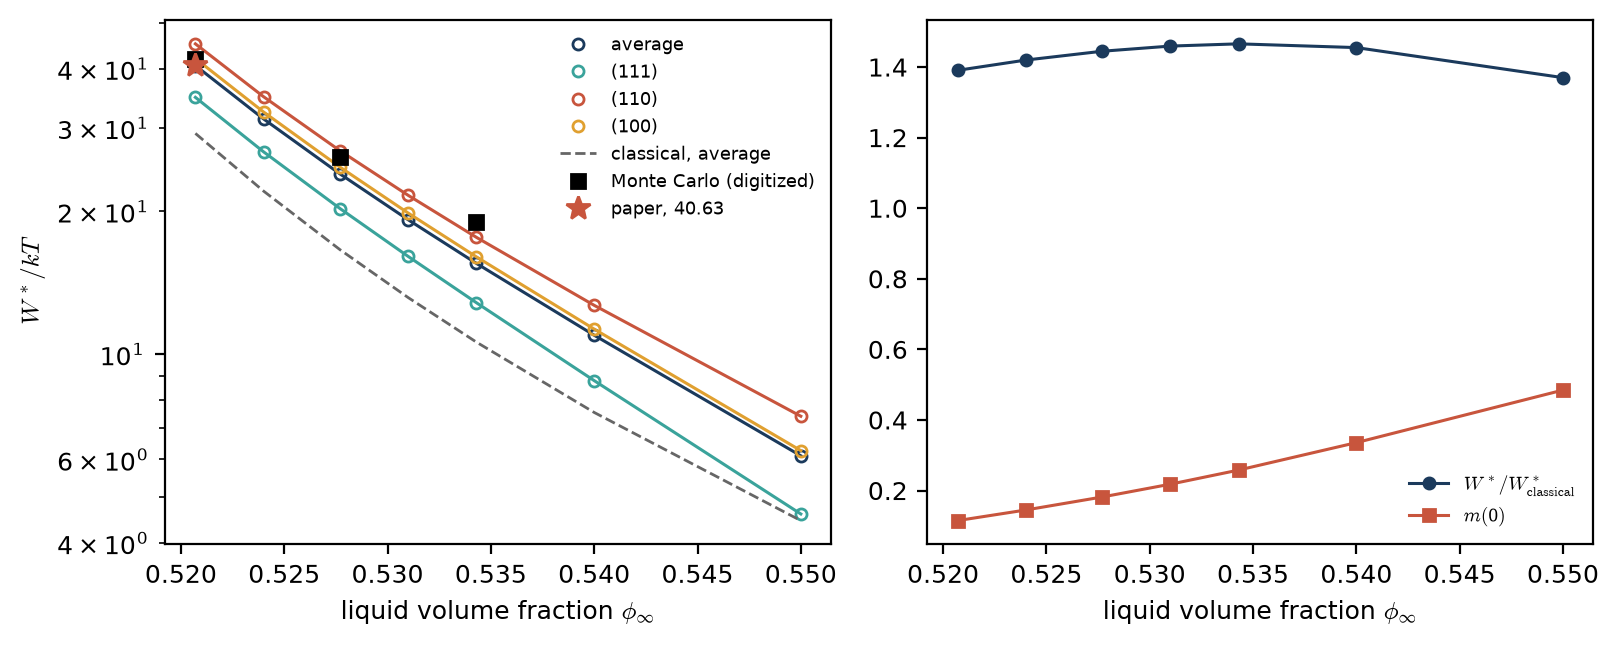 4 × 10¹
3 × 10¹
2 × 10¹
10¹
6 × 10⁰
4 × 10⁰
W* /kT
0.520 0.525 0.530 0.535 0.540 0.545 0.550
liquid volume fraction ϕ∞
average
(111)
(110)
(100)
classical, average
Monte Carlo (digitized)
paper, 40.63
1.4
1.2
1.0
0.8
0.6
0.4
0.2
0.520 0.525 0.530 0.535 0.540 0.545 0.550
liquid volume fraction ϕ∞
W*/W*classical
m(0)